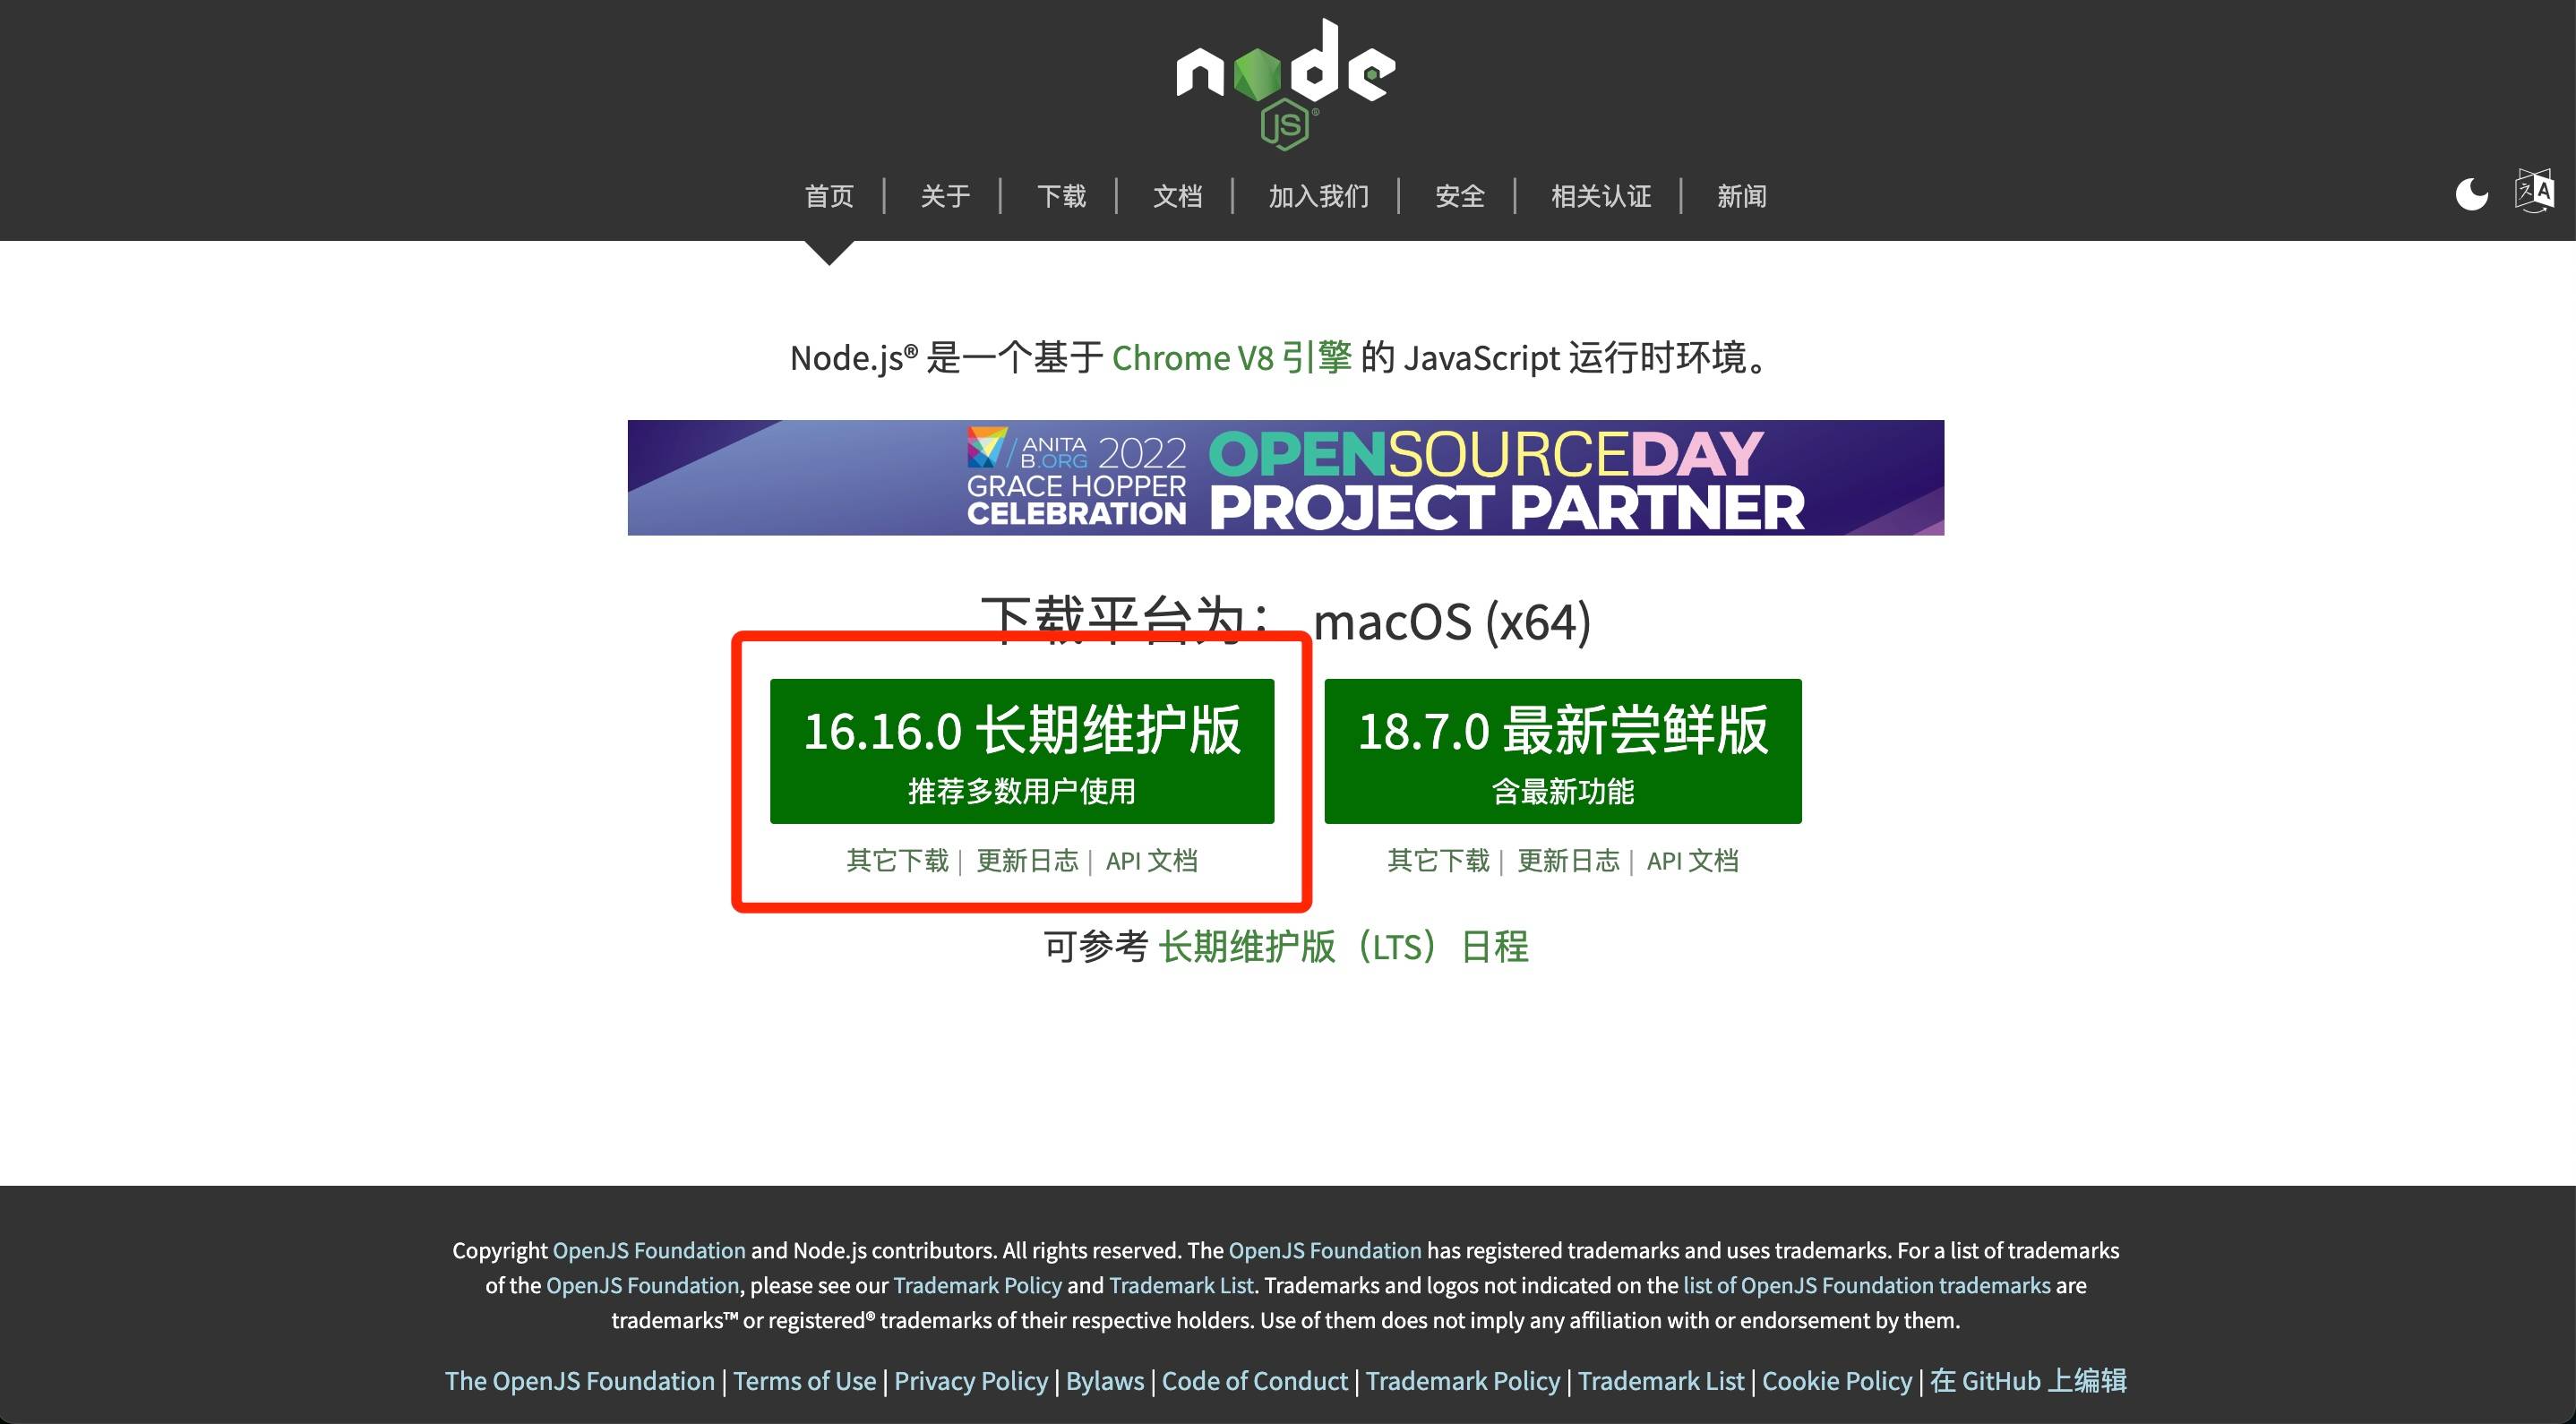 node
JS®
首页 | 关于 | 下载 | 文档 | 加入我们 | 安全 | 相关认证 | 新闻
文A
Node.js® 是一个基于 Chrome V8 引擎 的 JavaScript 运行时环境。
ANITA B.ORG 2022
GRACE HOPPER
CELEBRATION
OPENSOURCEDAY
PROJECT PARTNER
下载平台为： macOS (x64)
16.16.0 长期维护版
推荐多数用户使用
其它下载 | 更新日志 | API 文档
18.7.0 最新尝鲜版
含最新功能
其它下载 | 更新日志 | API 文档
可参考 长期维护版（LTS）日程
Copyright OpenJS Foundation and Node.js contributors. All rights reserved. The OpenJS Foundation has registered trademarks and uses trademarks. For a list of trademarks
of the OpenJS Foundation, please see our Trademark Policy and Trademark List. Trademarks and logos not indicated on the list of OpenJS Foundation trademarks are
trademarks™ or registered® trademarks of their respective holders. Use of them does not imply any affiliation with or endorsement by them.
The OpenJS Foundation | Terms of Use | Privacy Policy | Bylaws | Code of Conduct | Trademark Policy | Trademark List | Cookie Policy | 在 GitHub 上编辑